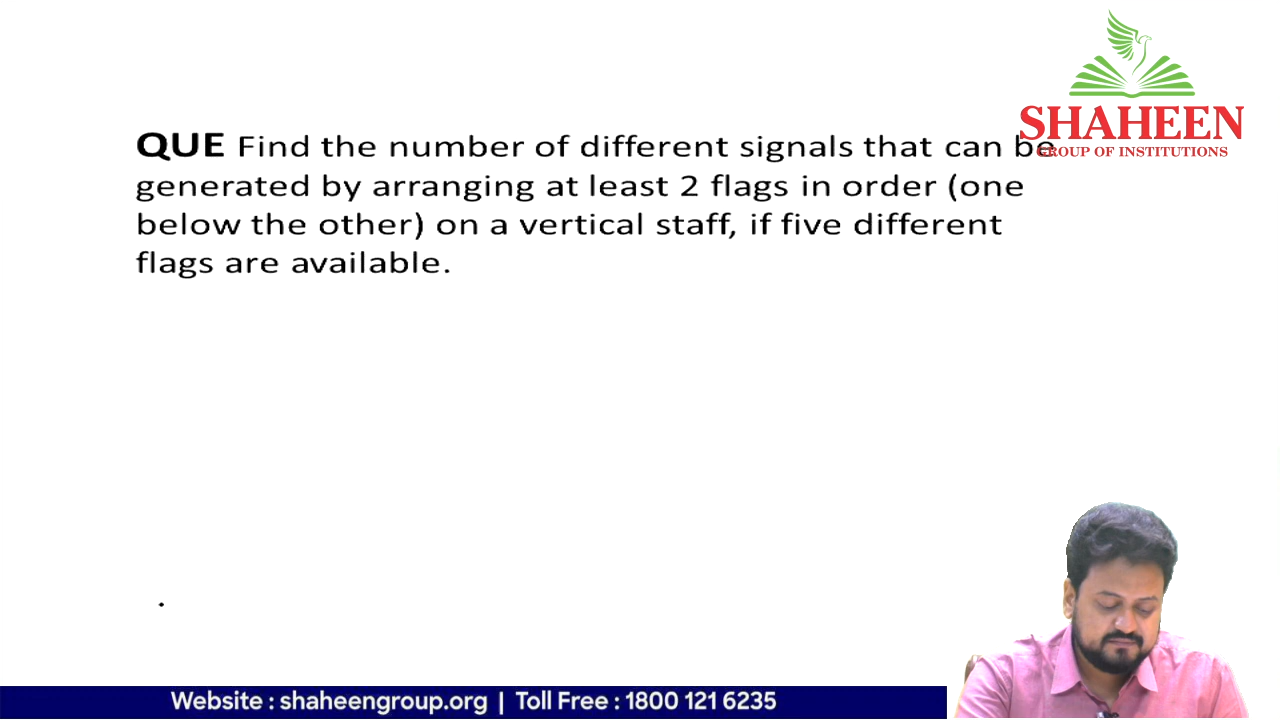 SHAHEEN
GROUP OF INSTITUTIONS
QUE Find the number of different signals that can be
generated by arranging at least 2 flags in order (one
below the other) on a vertical staff, if five different
flags are available.
.
Website : shaheengroup.org | Toll Free : 1800 121 6235